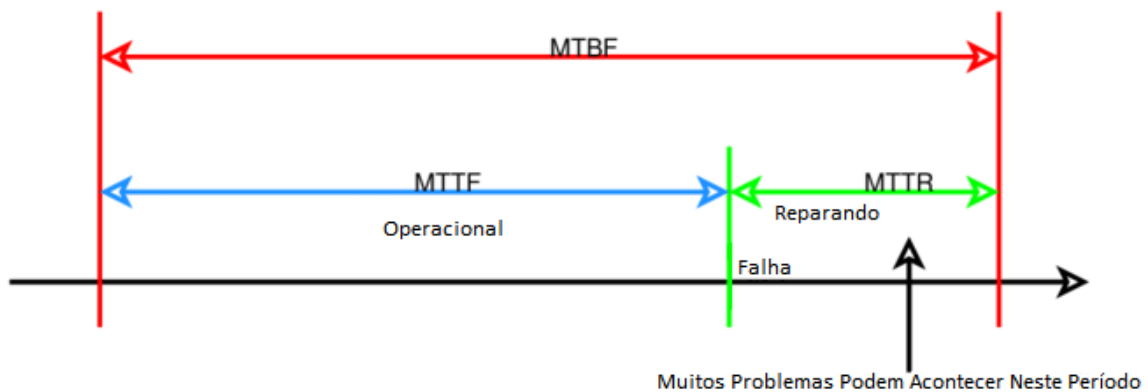 MTBF
MTTF
MTTR
Operacional
Reparando
Falha
Muitos Problemas Podem Acontecer Neste Período